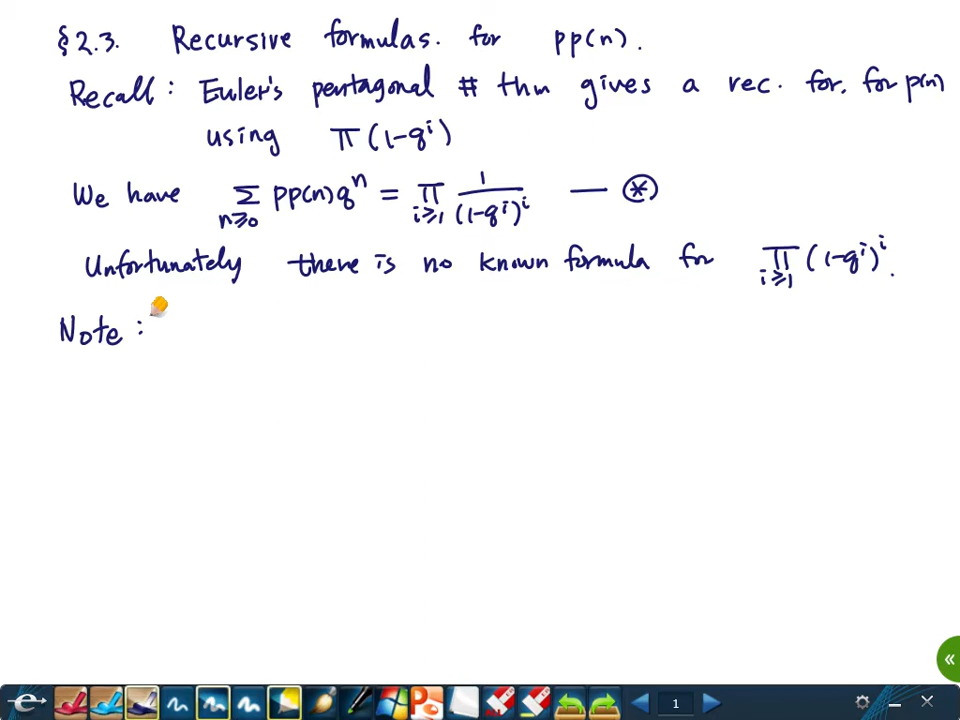 §2.3. Recursive formulas. for pp(n).
Recall : Euler's pentagonal # thm gives a rec. for. for p(n)
using π(1-q^i)
We have Σ_{n≥0} pp(n)q^n = π_{i≥1} 1/(1-q^i)^i — ⊛
Unfortunately there is no known formula for π_{i≥1} (1-q^i)^i.
Note :
1